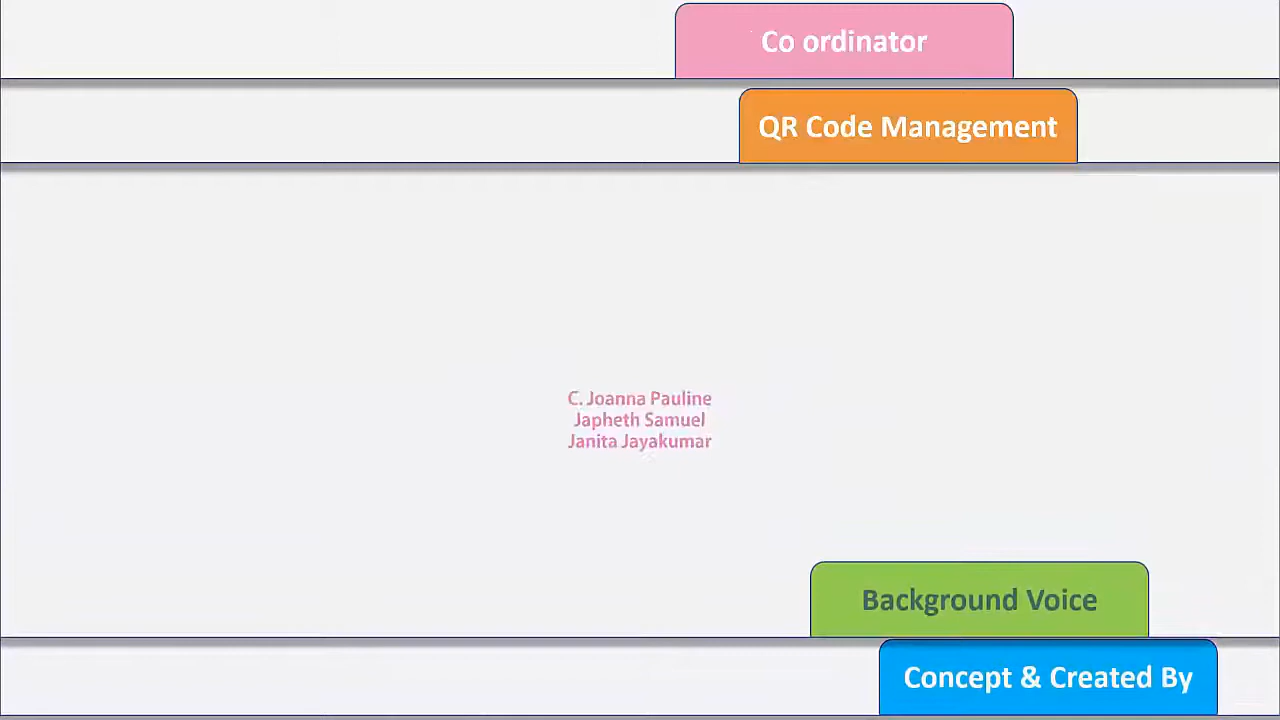 Co ordinator
QR Code Management
C. Joanna Pauline
Japheth Samuel
Janita Jayakumar
Background Voice
Concept & Created By